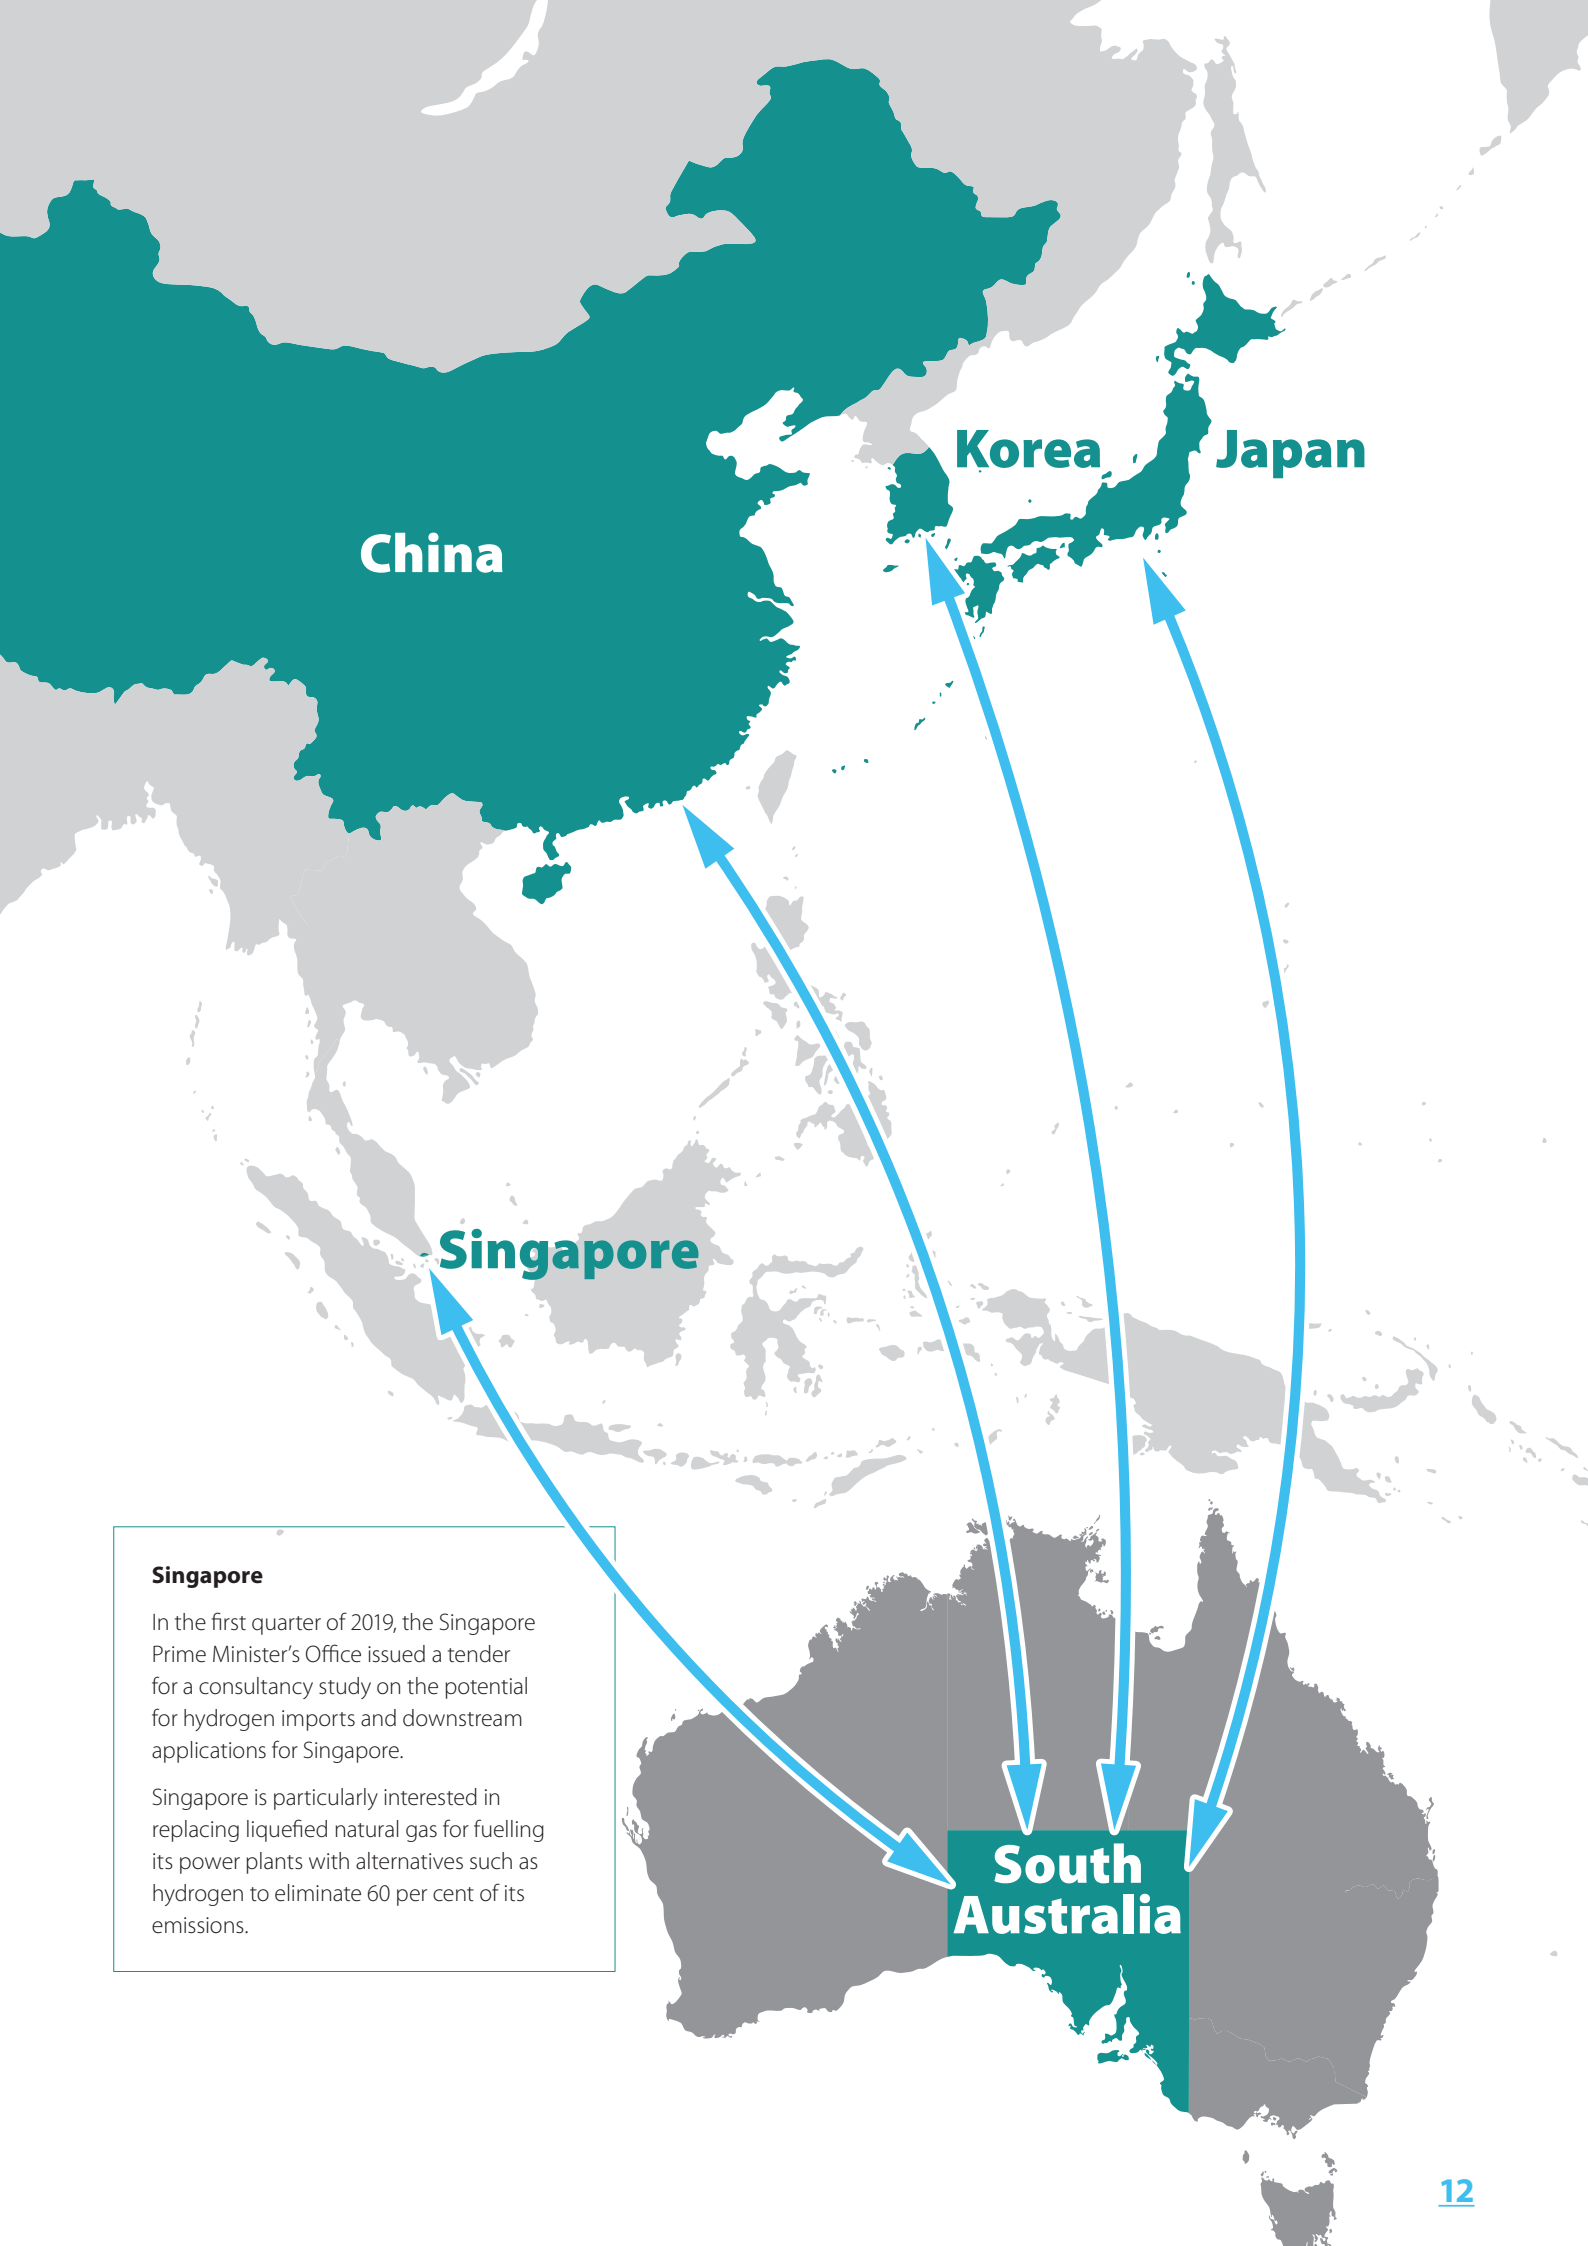 Korea
Japan
China
Singapore
Singapore
In the first quarter of 2019, the Singapore
Prime Minister’s Office issued a tender
for a consultancy study on the potential
for hydrogen imports and downstream
applications for Singapore.
Singapore is particularly interested in
replacing liquefied natural gas for fuelling
its power plants with alternatives such as
hydrogen to eliminate 60 per cent of its
emissions.
South
Australia
12